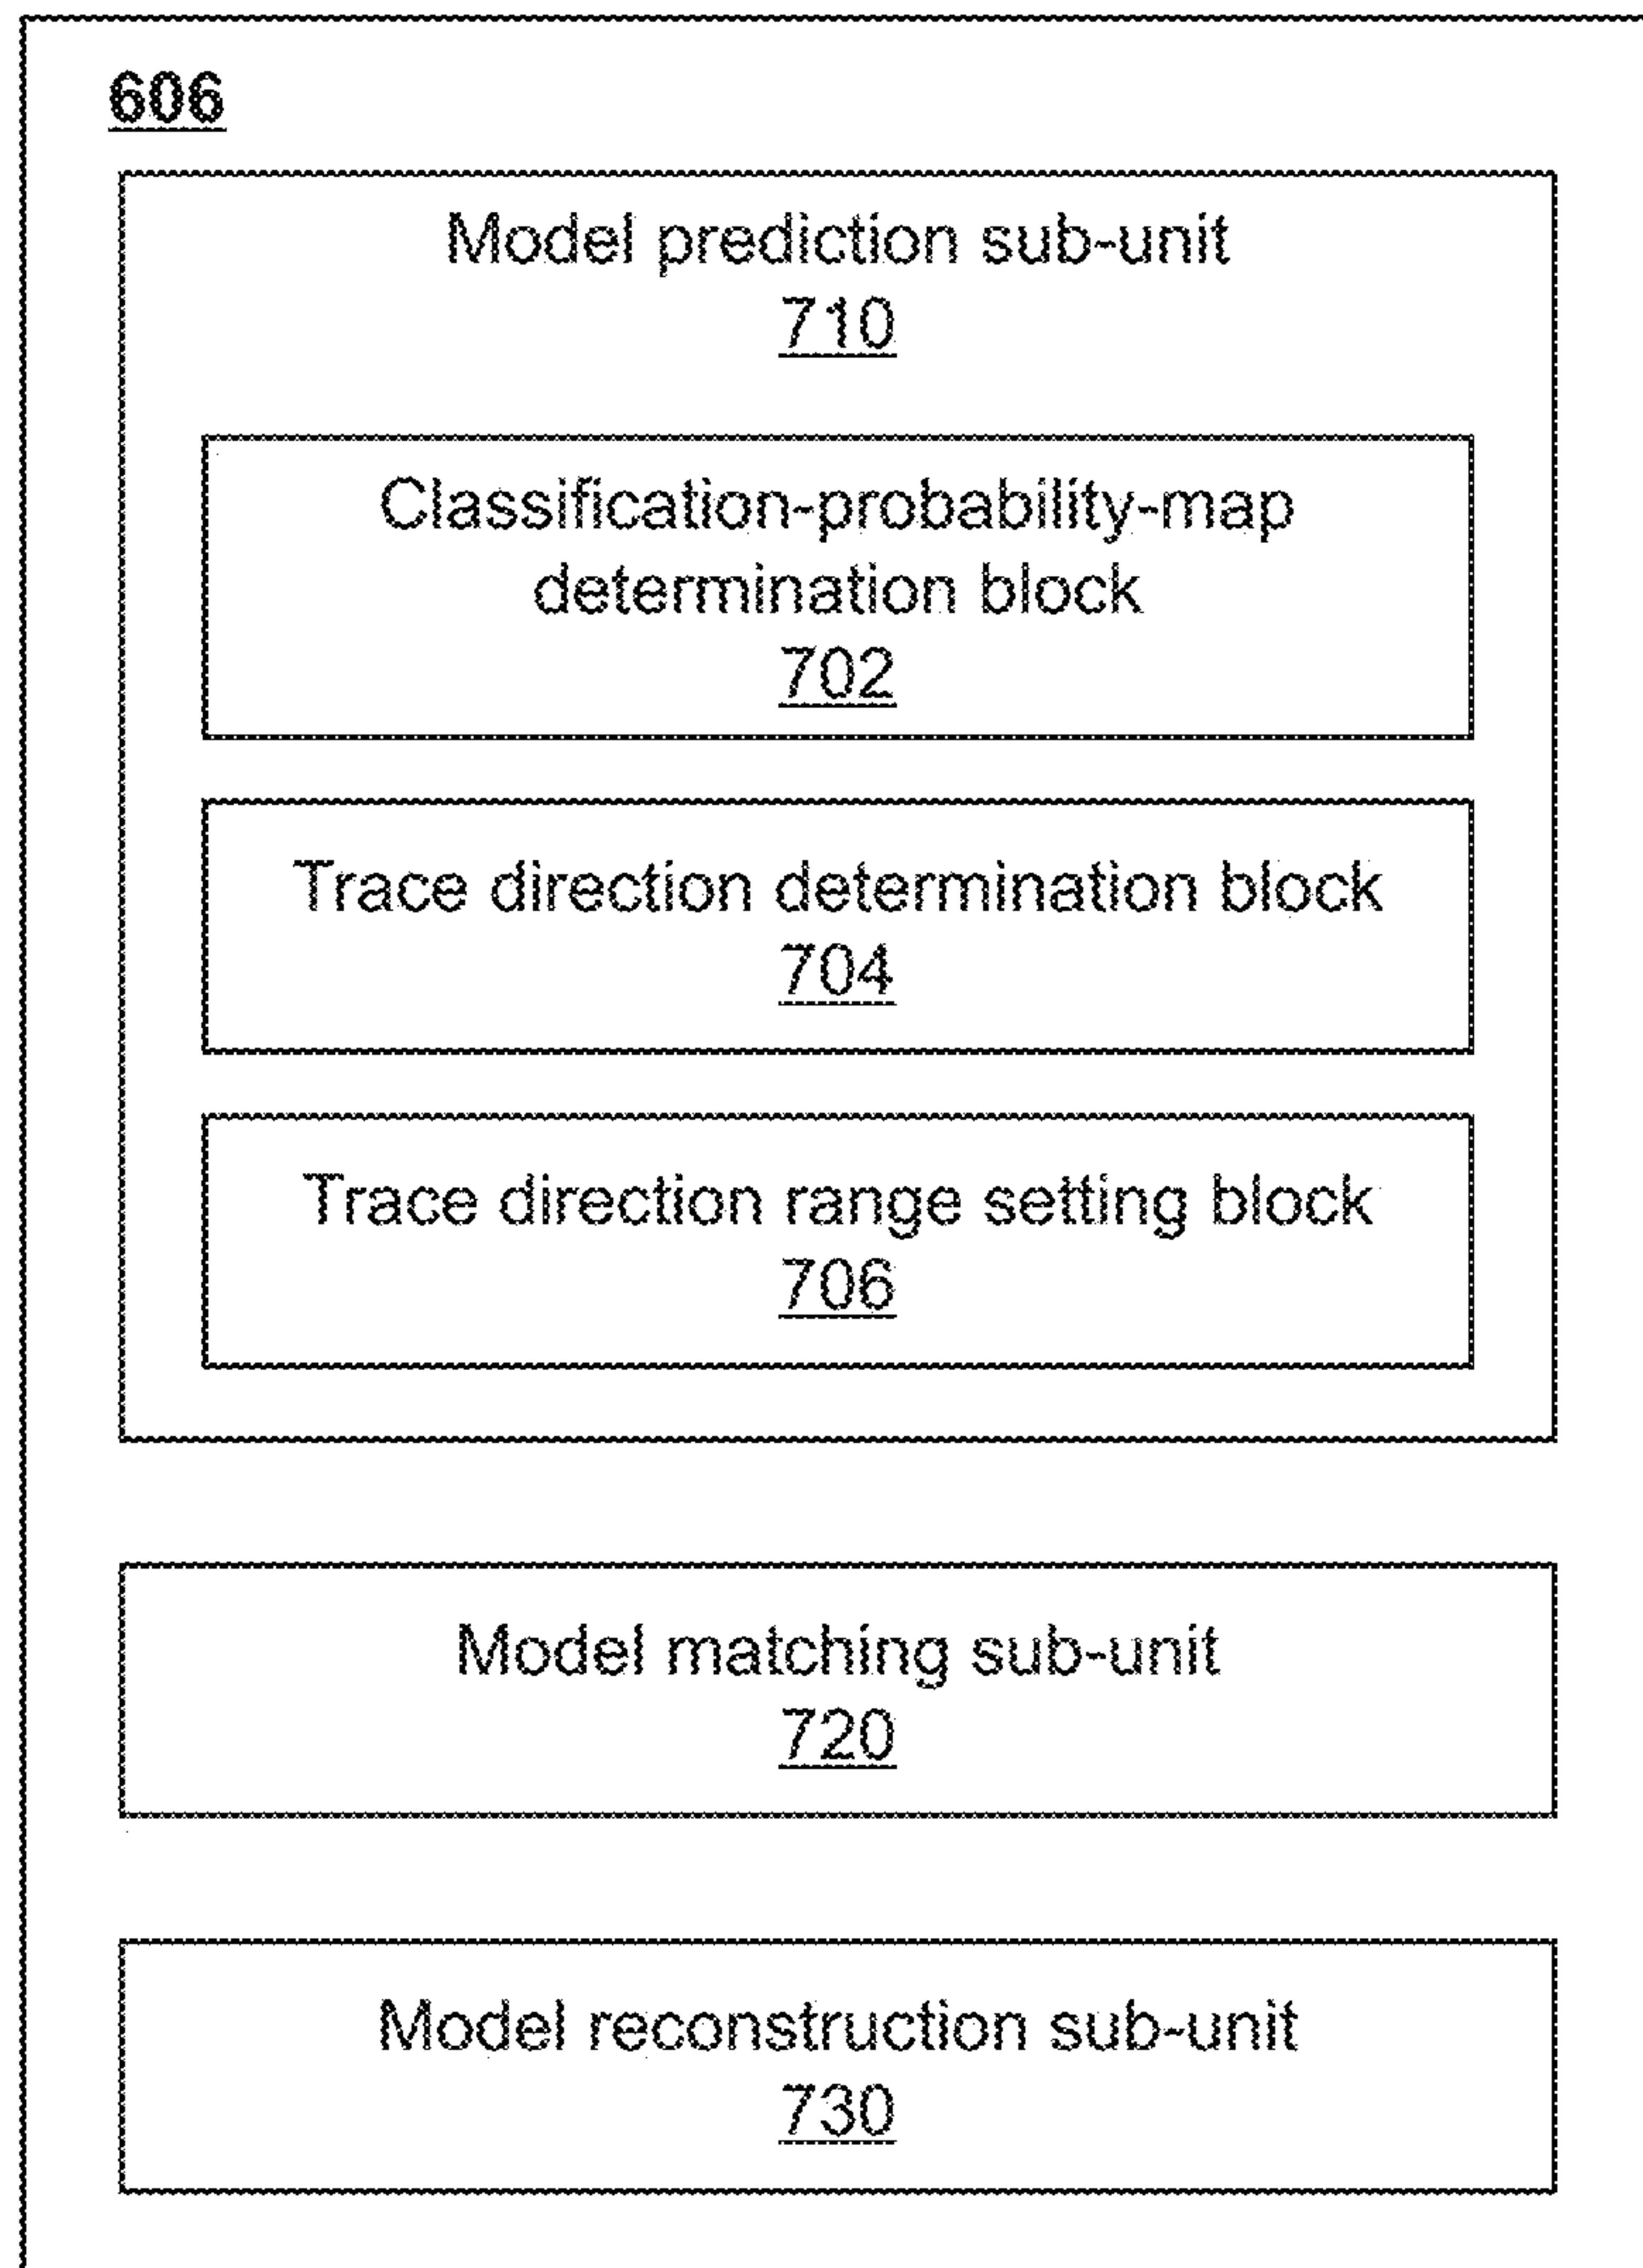 606
Model prediction sub-unit
710
Classification-probability-map
determination block
702
Trace direction determination block
704
Trace direction range setting block
706
Model matching sub-unit
720
Model reconstruction sub-unit
730